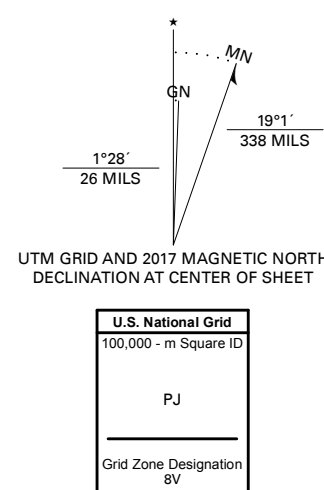 ★
MN
GN
19°1´
338 MILS
1°28´
26 MILS
UTM GRID AND 2017 MAGNETIC NORTH
DECLINATION AT CENTER OF SHEET
U.S. National Grid
100,000 - m Square ID
PJ
Grid Zone Designation
8V